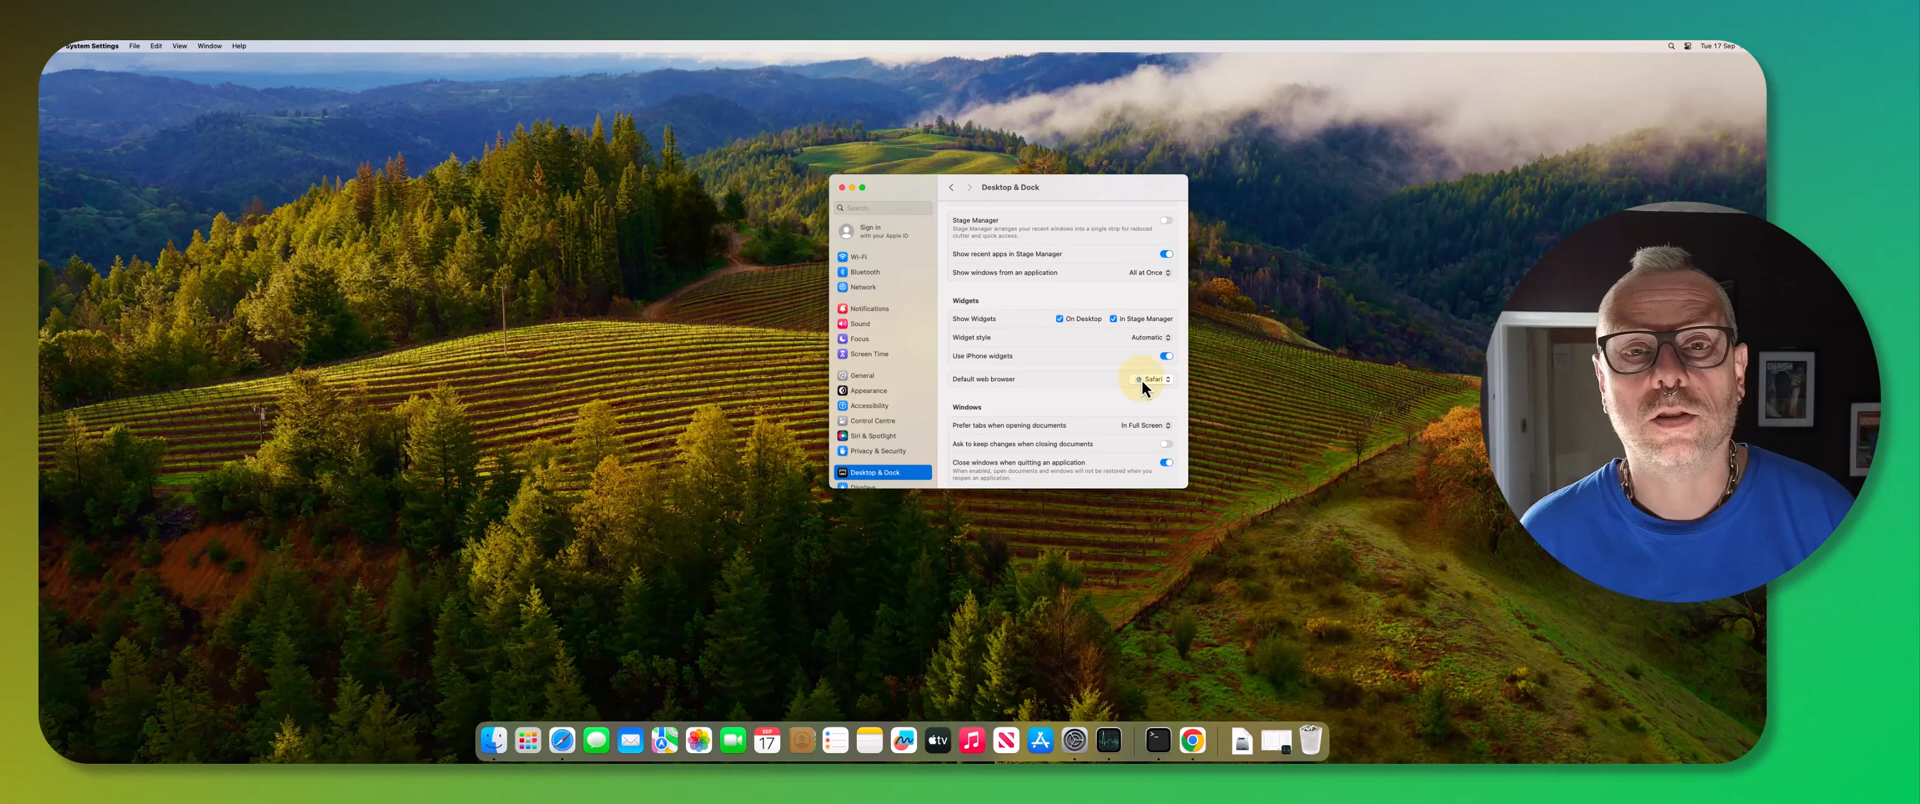 System Settings File Edit View Window Help
Tue 17 Sep
Desktop & Dock
Search
Sign in
with your Apple ID
Wi-Fi
Bluetooth
Network
Notifications
Sound
Focus
Screen Time
General
Appearance
Accessibility
Control Centre
Siri & Spotlight
Privacy & Security
Desktop & Dock
Displays
Stage Manager
Stage Manager arranges your recent windows into a single strip for reduced
clutter and quick access.
Show recent apps in Stage Manager
Show windows from an application All at Once
Widgets
Show Widgets On Desktop In Stage Manager
Widget style Automatic
Use iPhone widgets
Default web browser Safari
Windows
Prefer tabs when opening documents In Full Screen
Ask to keep changes when closing documents
Close windows when quitting an application
When enabled, open documents and windows will not be restored when you
reopen an application.
SEP
17
tv